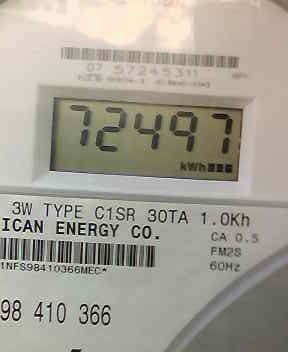 07 57245311
72497
kWh
3W TYPE C1SR 30TA 1.0Kh
ICAN ENERGY CO.
CA 0.5
FM2S
1NFS98410366MEC*
60Hz
98 410 366